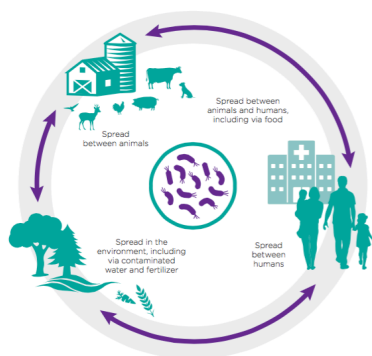 Spread between
animals and humans,
including via food
Spread
between animals
Spread in the
environment, including
via contaminated
water and fertilizer
Spread
between
humans